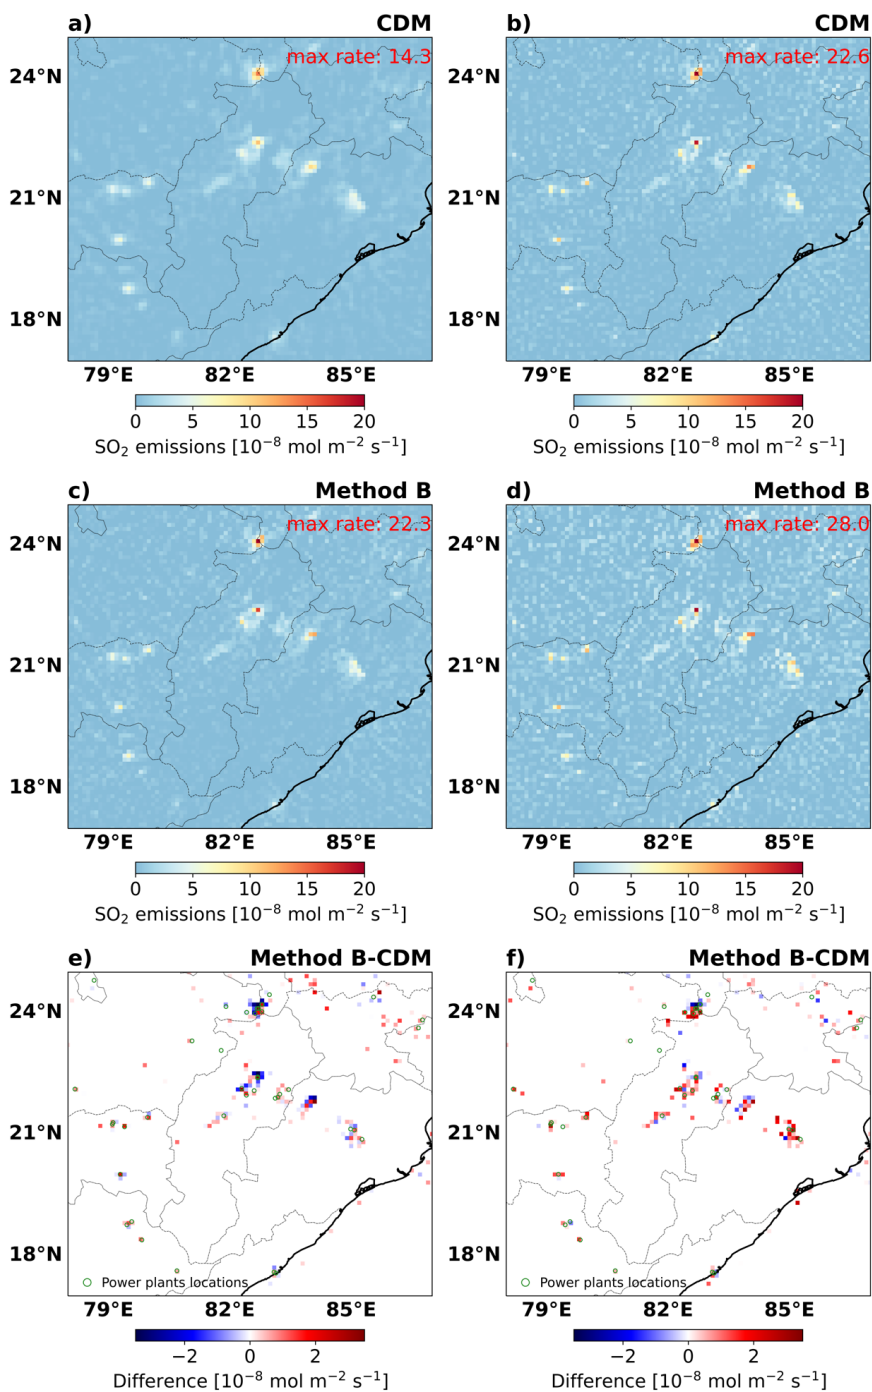 a) CDM
max rate: 14.3
24°N
21°N
18°N
79°E 82°E 85°E
0 5 10 15 20
SO₂ emissions [10⁻⁸ mol m⁻² s⁻¹]
b) CDM
max rate: 22.6
24°N
21°N
18°N
79°E 82°E 85°E
0 5 10 15 20
SO₂ emissions [10⁻⁸ mol m⁻² s⁻¹]
c) Method B
max rate: 22.3
24°N
21°N
18°N
79°E 82°E 85°E
0 5 10 15 20
SO₂ emissions [10⁻⁸ mol m⁻² s⁻¹]
d) Method B
max rate: 28.0
24°N
21°N
18°N
79°E 82°E 85°E
0 5 10 15 20
SO₂ emissions [10⁻⁸ mol m⁻² s⁻¹]
e) Method B-CDM
24°N
21°N
18°N
Power plants locations
79°E 82°E 85°E
−2 0 2
Difference [10⁻⁸ mol m⁻² s⁻¹]
f) Method B-CDM
24°N
21°N
18°N
Power plants locations
79°E 82°E 85°E
−2 0 2
Difference [10⁻⁸ mol m⁻² s⁻¹]